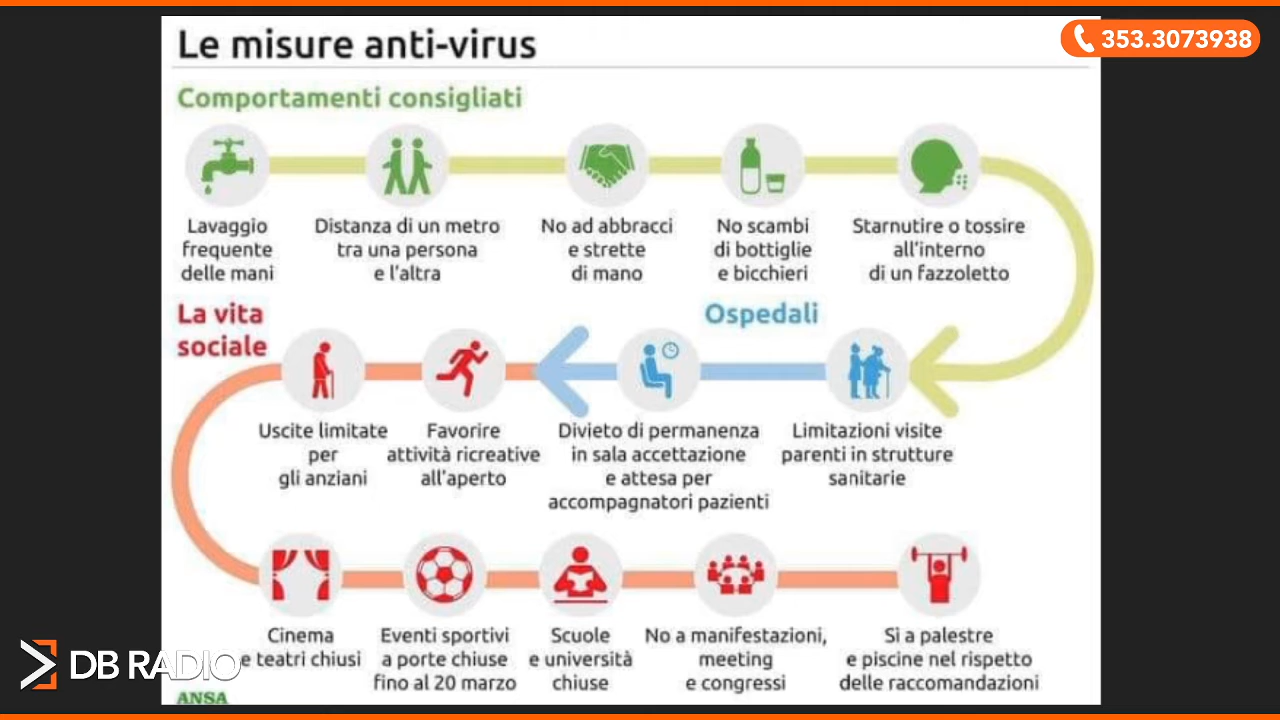 353.3073938
Le misure anti-virus
Comportamenti consigliati
Lavaggio
frequente
delle mani
Distanza di un metro
tra una persona
e l'altra
No ad abbracci
e strette
di mano
No scambi
di bottiglie
e bicchieri
Starnutire o tossire
all'interno
di un fazzoletto
Ospedali
Limitazioni visite
parenti in strutture
sanitarie
Divieto di permanenza
in sala accettazione
e attesa per
accompagnatori pazienti
La vita
sociale
Favorire
attività ricreative
all'aperto
Uscite limitate
per
gli anziani
Cinema
e teatri chiusi
Eventi sportivi
a porte chiuse
fino al 20 marzo
Scuole
e università
chiuse
No a manifestazioni,
meeting
e congressi
Sì a palestre
e piscine nel rispetto
delle raccomandazioni
DB RADIO
ANSA